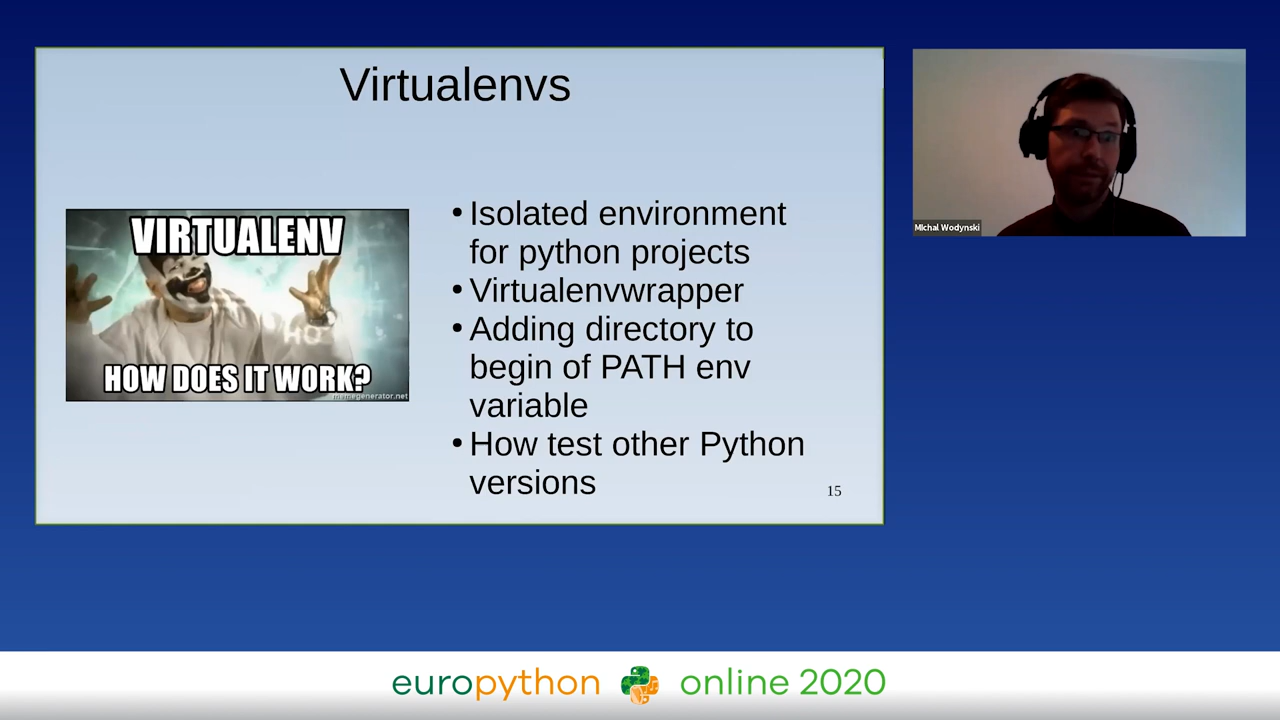 Virtualenvs
VIRTUALENV
HOW DOES IT WORK?
memegenerator.net
• Isolated environment
for python projects
• Virtualenvwrapper
• Adding directory to
begin of PATH env
variable
• How test other Python
versions
15
Michal Wodynski
europython online 2020